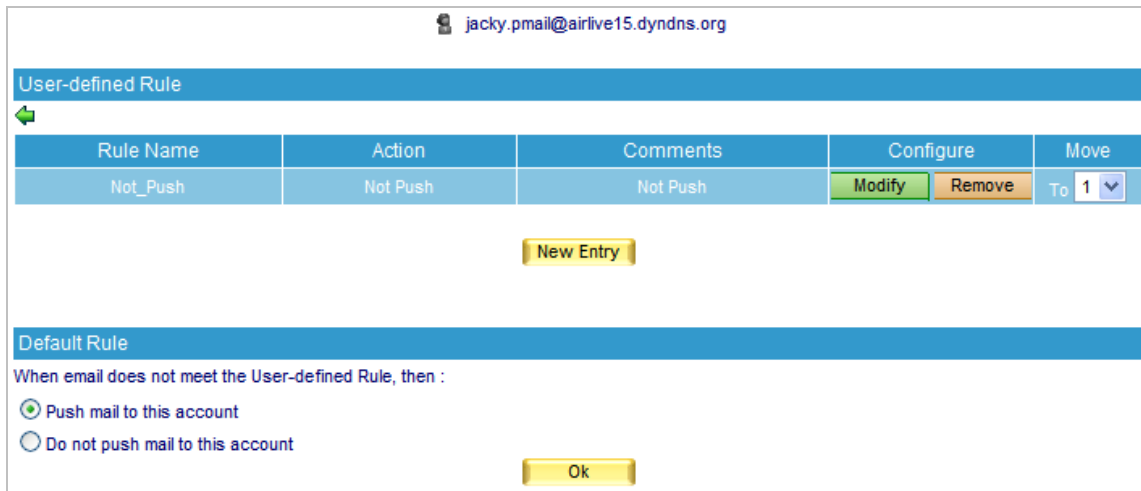 jacky.pmail@airlive15.dyndns.org
User-defined Rule
Rule Name Action Comments Configure Move
Not_Push Not Push Not Push Modify Remove To 1
New Entry
Default Rule
When email does not meet the User-defined Rule, then :
Push mail to this account
Do not push mail to this account
Ok